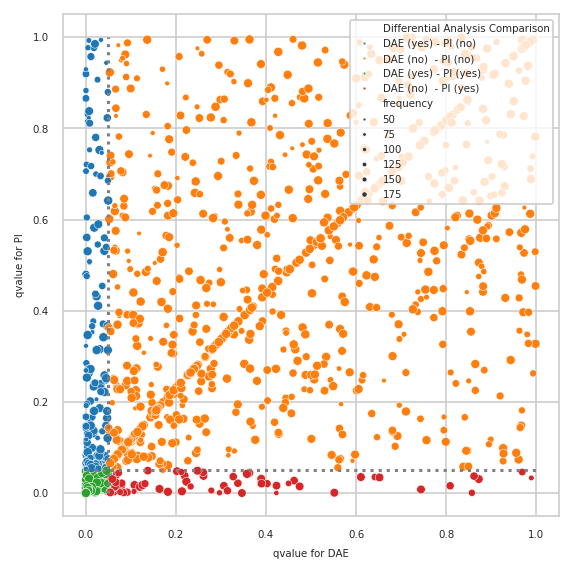 Differential Analysis Comparison
DAE (yes) - PI (no)
DAE (no) - PI (no)
DAE (yes) - PI (yes)
DAE (no) - PI (yes)
frequency
50
75
100
125
150
175
1.0
0.8
0.6
0.4
0.2
0.0
qvalue for PI
0.0 0.2 0.4 0.6 0.8 1.0
qvalue for DAE